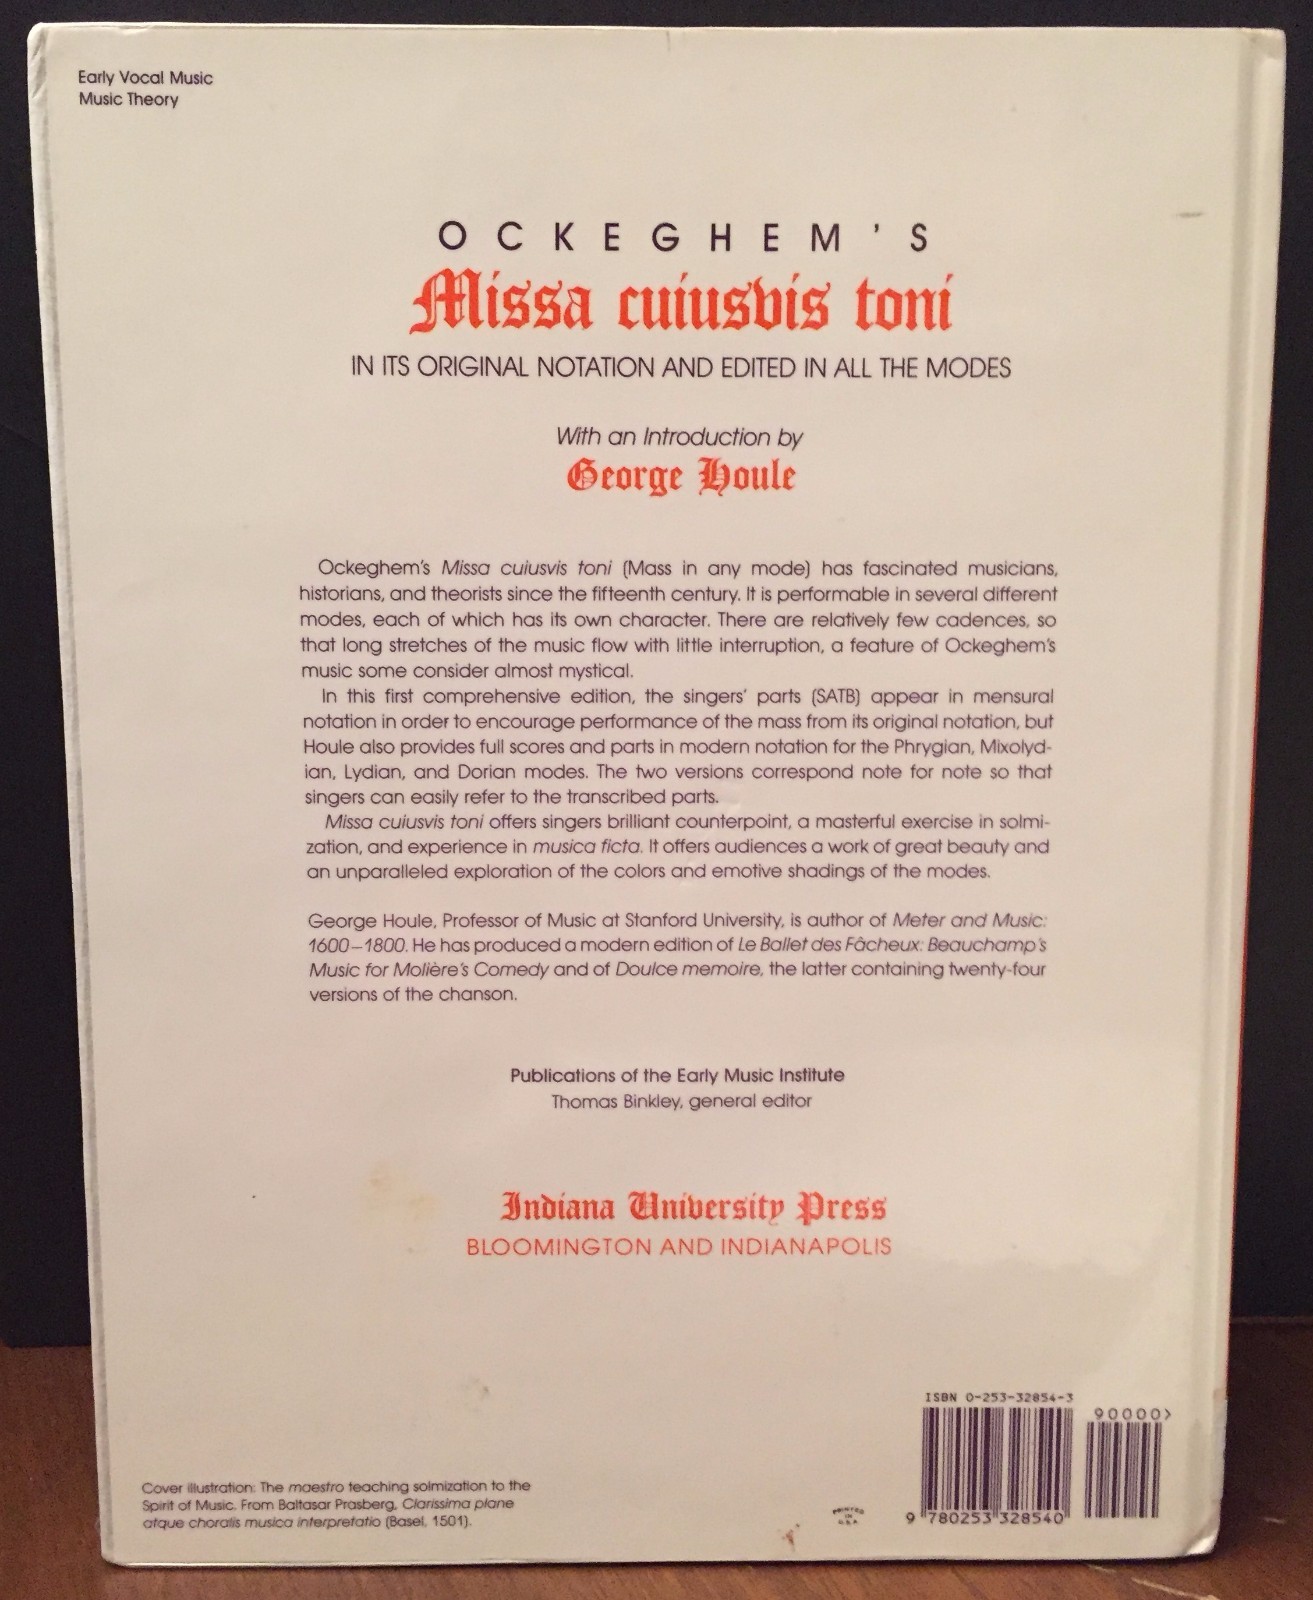 Early Vocal Music
Music Theory
OCKEGHEM'S
Missa cuiusvis toni
IN ITS ORIGINAL NOTATION AND EDITED IN ALL THE MODES
With an Introduction by
George Houle
Ockeghem's Missa cuiusvis toni (Mass in any mode) has fascinated musicians,
historians, and theorists since the fifteenth century. It is performable in several different
modes, each of which has its own character. There are relatively few cadences, so
that long stretches of the music flow with little interruption, a feature of Ockeghem's
music some consider almost mystical.
In this first comprehensive edition, the singers' parts (SATB) appear in mensural
notation in order to encourage performance of the mass from its original notation, but
Houle also provides full scores and parts in modern notation for the Phrygian, Mixolyd-
ian, Lydian, and Dorian modes. The two versions correspond note for note so that
singers can easily refer to the transcribed parts.
Missa cuiusvis toni offers singers brilliant counterpoint, a masterful exercise in solmi-
zation, and experience in musica ficta. It offers audiences a work of great beauty and
an unparalleled exploration of the colors and emotive shadings of the modes.
George Houle, Professor of Music at Stanford University, is author of Meter and Music:
1600–1800. He has produced a modern edition of Le Ballet des Fâcheux: Beauchamp's
Music for Molière's Comedy and of Doulce memoire, the latter containing twenty-four
versions of the chanson.
Publications of the Early Music Institute
Thomas Binkley, general editor
Indiana University Press
BLOOMINGTON AND INDIANAPOLIS
ISBN 0-253-32854-3
90000>
Cover illustration: The maestro teaching solmization to the
Spirit of Music. From Baltasar Prasberg, Clarissima plane
atque choralis musica interpretatio (Basel, 1501).
PRINTED
IN
U.S.A.
9 780253 328540